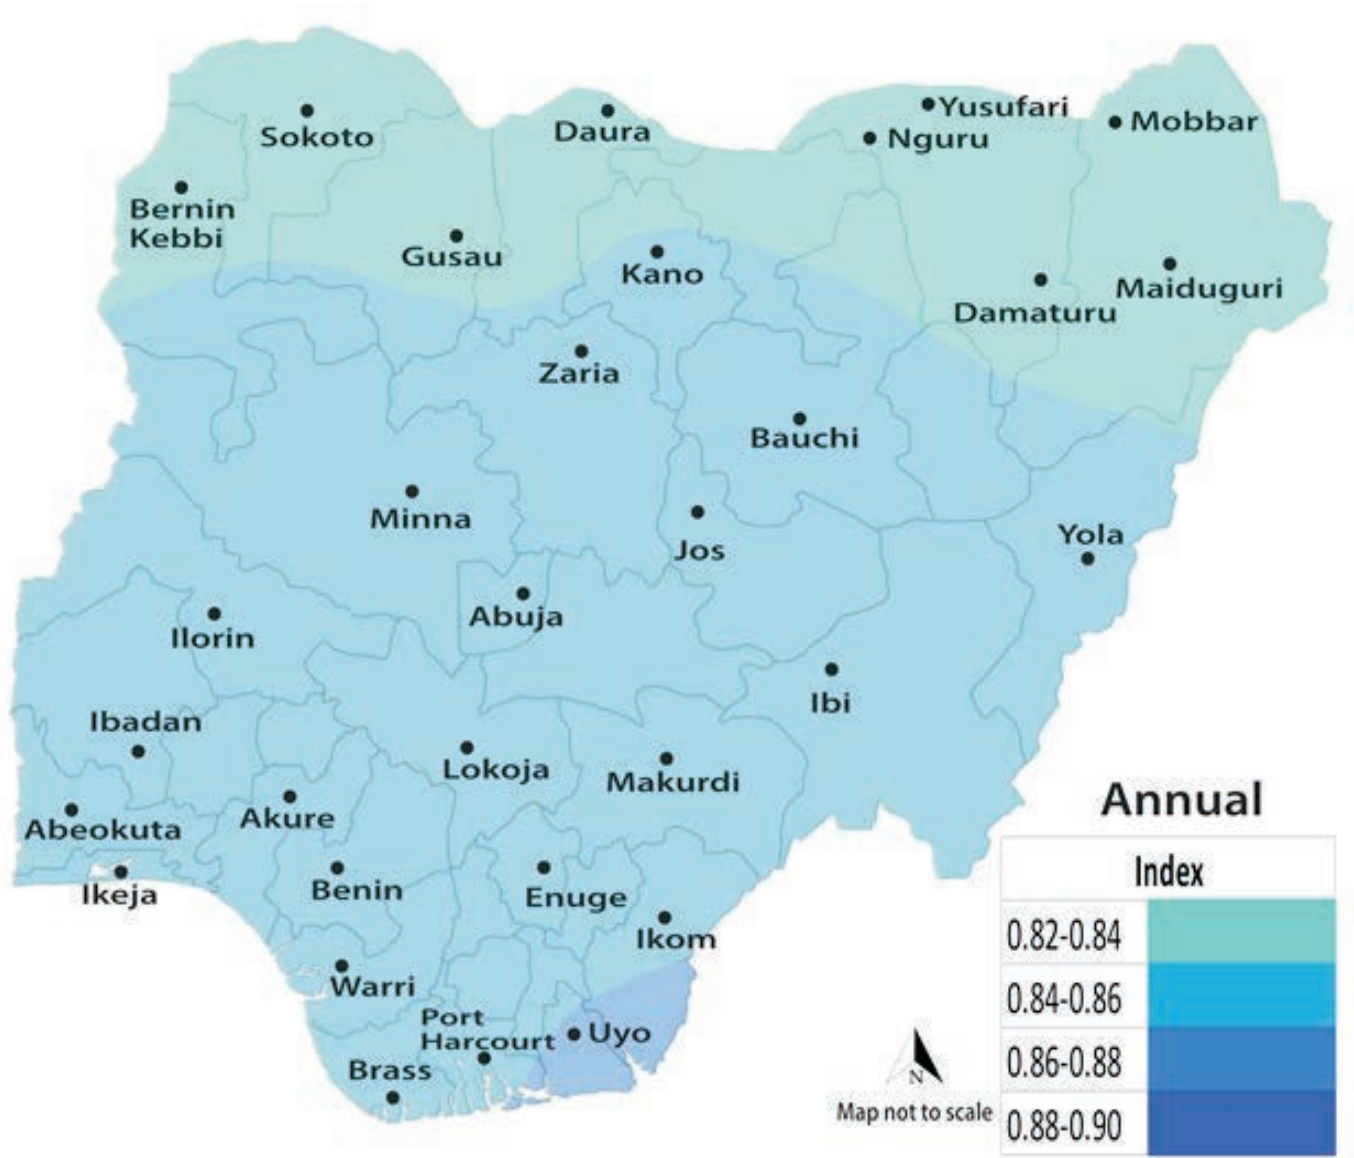 Yusufari
Mobbar
Sokoto
Daura
Nguru
Bernin
Kebbi
Gusau
Kano
Maiduguri
Damaturu
Zaria
Bauchi
Minna
Jos
Yola
Abuja
Ilorin
Ibi
Ibadan
Lokoja
Makurdi
Abeokuta
Akure
Ikeja
Benin
Enuge
Ikom
Warri
Port
Harcourt
Uyo
Brass
Annual
Index
0.82-0.84
0.84-0.86
0.86-0.88
0.88-0.90
N
Map not to scale